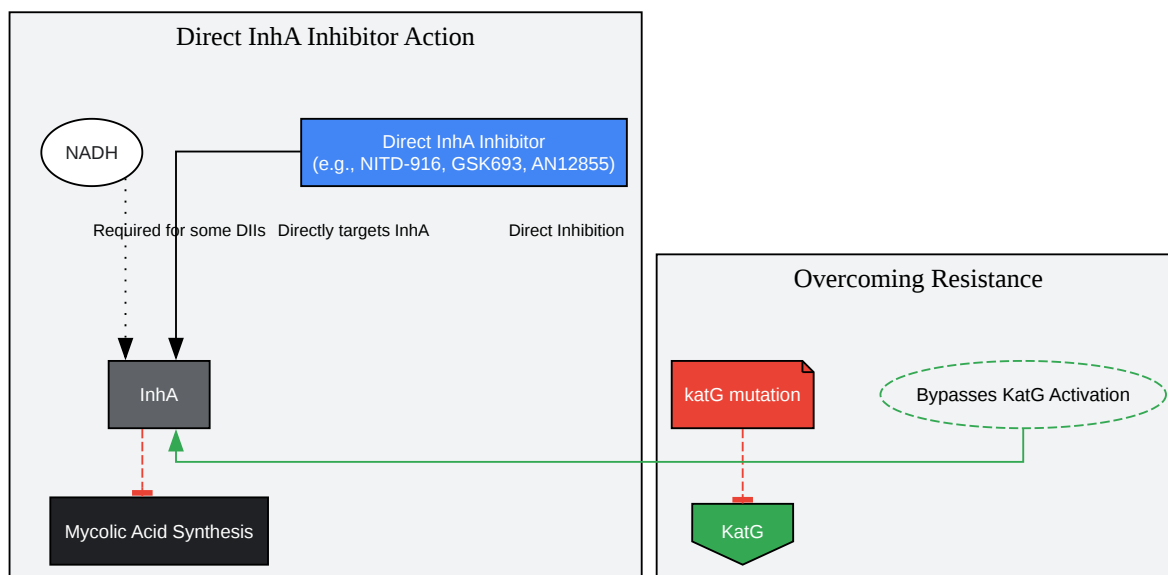 Direct InhA Inhibitor Action
NADH
Direct InhA Inhibitor
(e.g., NITD-916, GSK693, AN12855)
Required for some DIIs
Directly targets InhA
Direct Inhibition
InhA
Mycolic Acid Synthesis
Overcoming Resistance
katG mutation
Bypasses KatG Activation
KatG